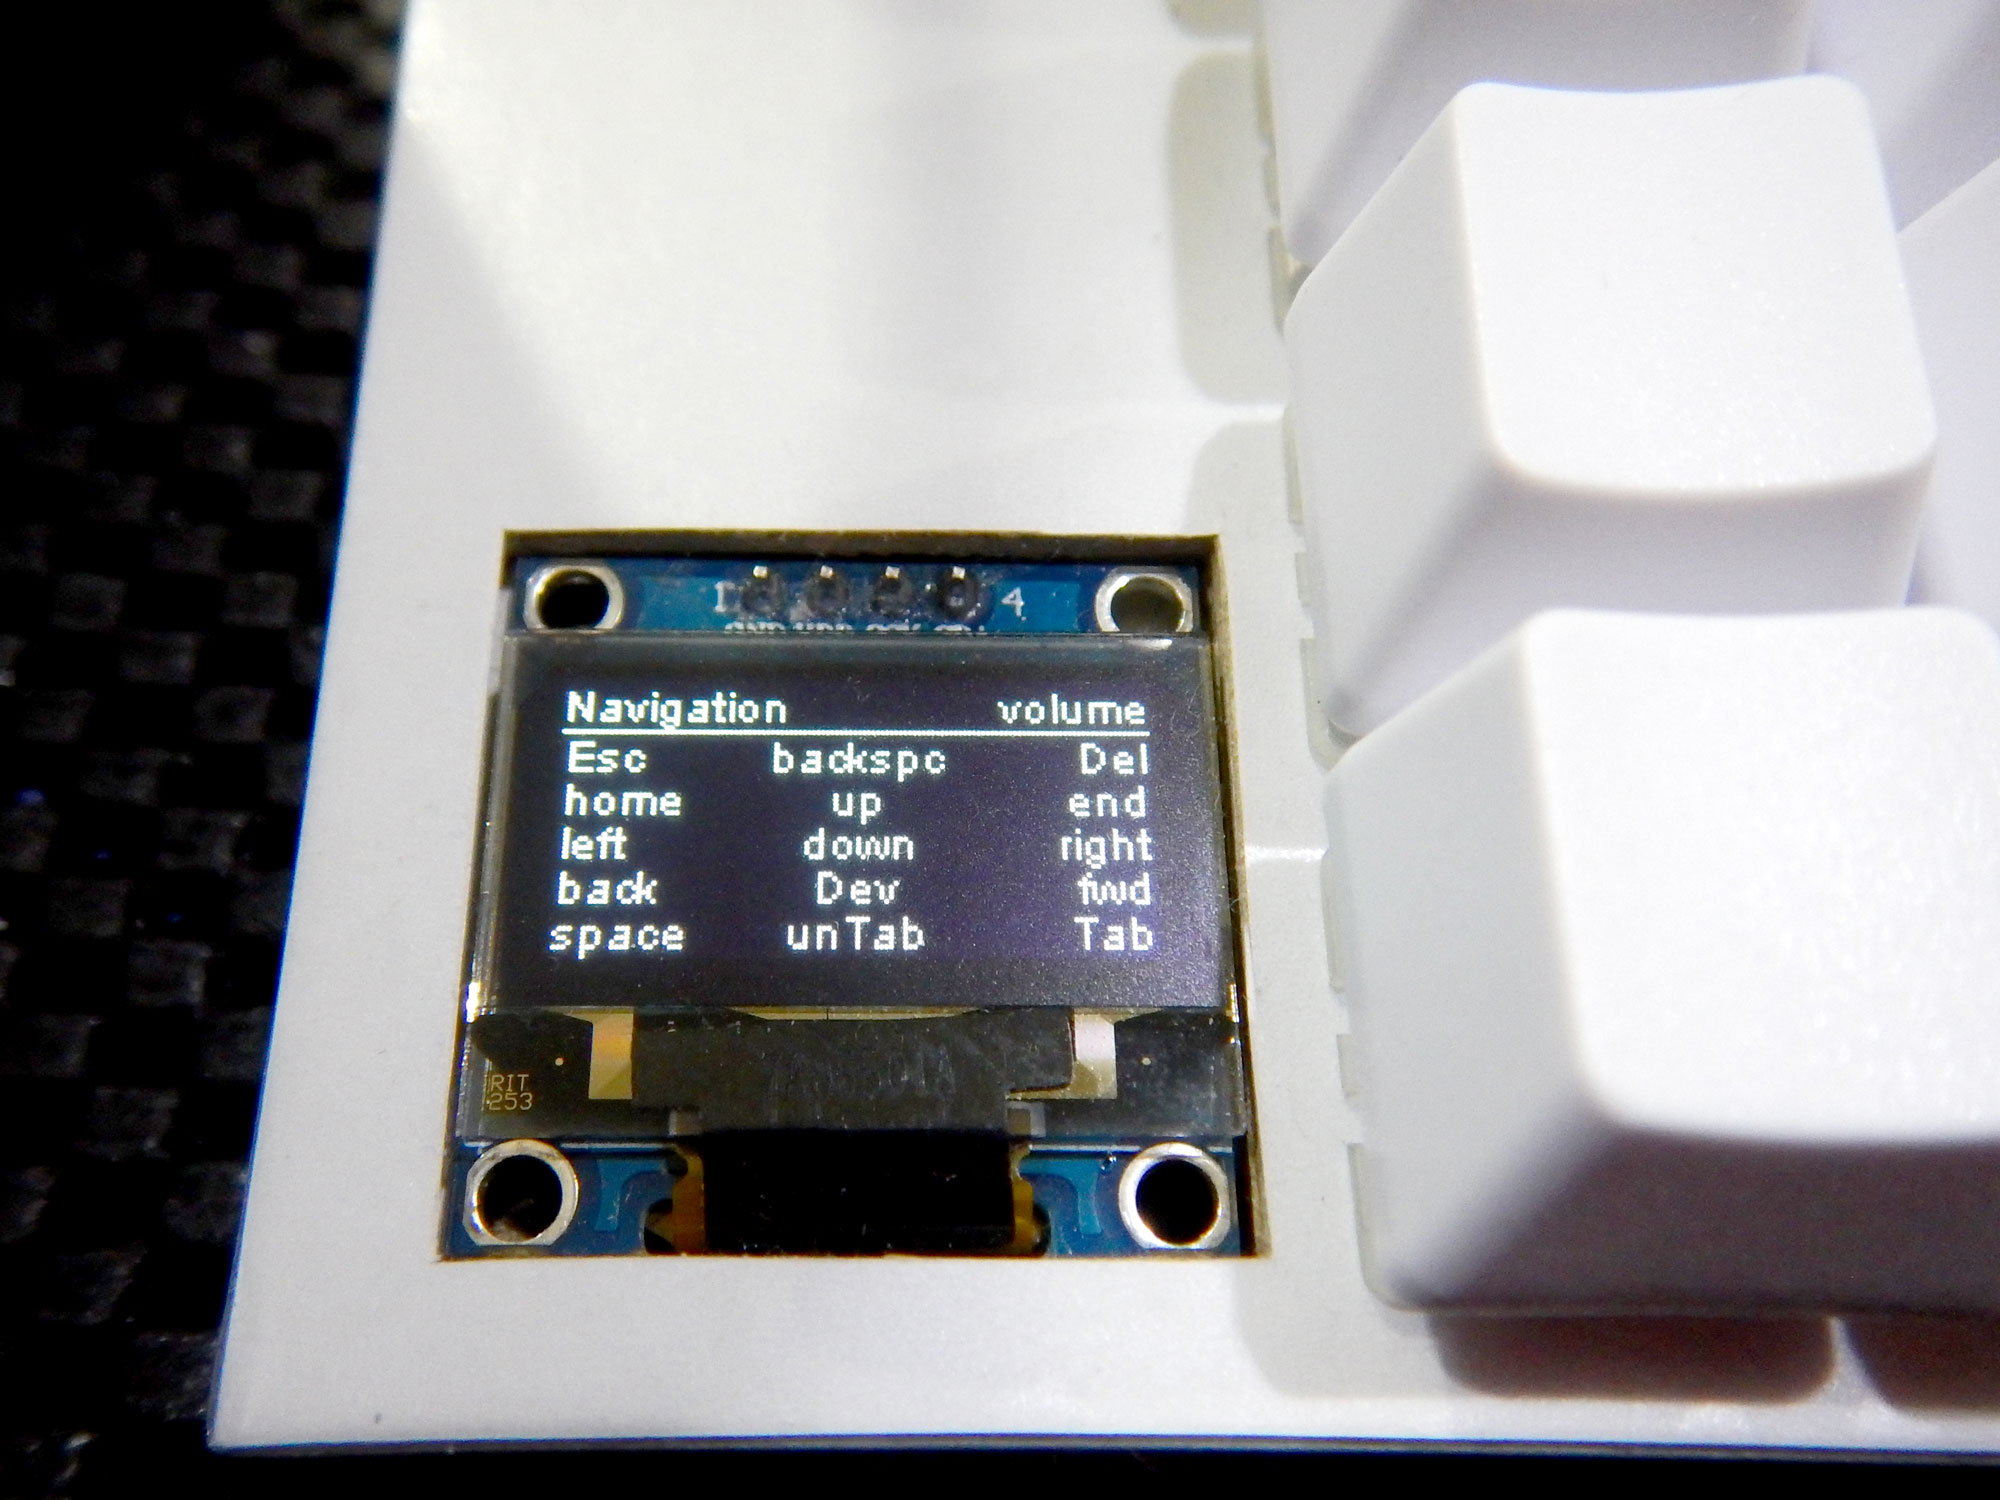 4
Navigation volume
Esc backspc Del
home up end
left down right
back Dev fwd
space unTab Tab
RIT
253